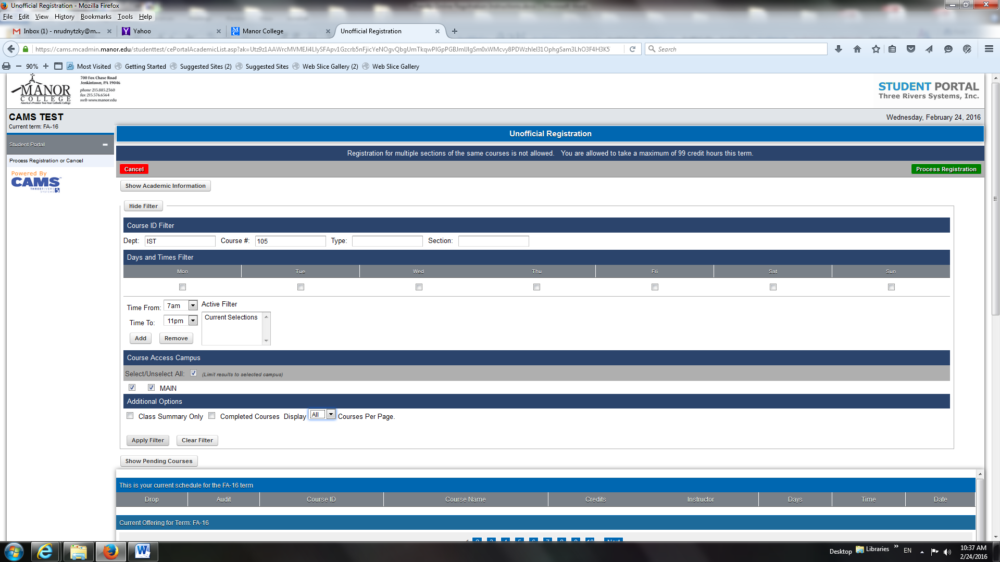 Unofficial Registration - Mozilla Firefox
File Edit View History Bookmarks Tools Help
Inbox (1) - nrudnytzky@m... Yahoo Manor College Unofficial Registration
https://cams.mcadmin.manor.edu/studenttest/cePortalAcademicList.asp?ak= Search
90% Most Visited Getting Started Suggested Sites (2) Suggested Sites Web Slice Gallery (2) Web Slice Gallery
MANOR
COLLEGE
America's Premier Two-Year Catholic College
700 Fox Chase Road
Jenkintown, PA 19046
phone 215.885.2360
fax 215.576.6564
web www.manor.edu
STUDENT PORTAL
Three Rivers Systems, Inc.
CAMS TEST
Current term: FA-16
Wednesday, February 24, 2016
Student Portal
Process Registration or Cancel
Powered By
CAMS
THREE RIVERS
SYSTEMS
Unofficial Registration
Registration for multiple sections of the same courses is not allowed. You are allowed to take a maximum of 99 credit hours this term.
Cancel Process Registration
Show Academic Information
Hide Filter
Course ID Filter
Dept: IST Course #: 105 Type: Section:
Days and Times Filter
Mon Tue Wed Thu Fri Sat Sun
Time From: 7am Active Filter
Time To: 11pm Current Selections
Add Remove
Course Access Campus
Select/Unselect All: (Limit results to selected campus)
MAIN
Additional Options
Class Summary Only Completed Courses Display All Courses Per Page.
Apply Filter Clear Filter
Show Pending Courses
This is your current schedule for the FA-16 term
Drop Audit Course ID Course Name Credits Instructor Days Time Date
Current Offering for Term: FA-16
2 3 4 5 6 7 8 9 10 Next
Desktop Libraries » EN 10:37 AM
2/24/2016